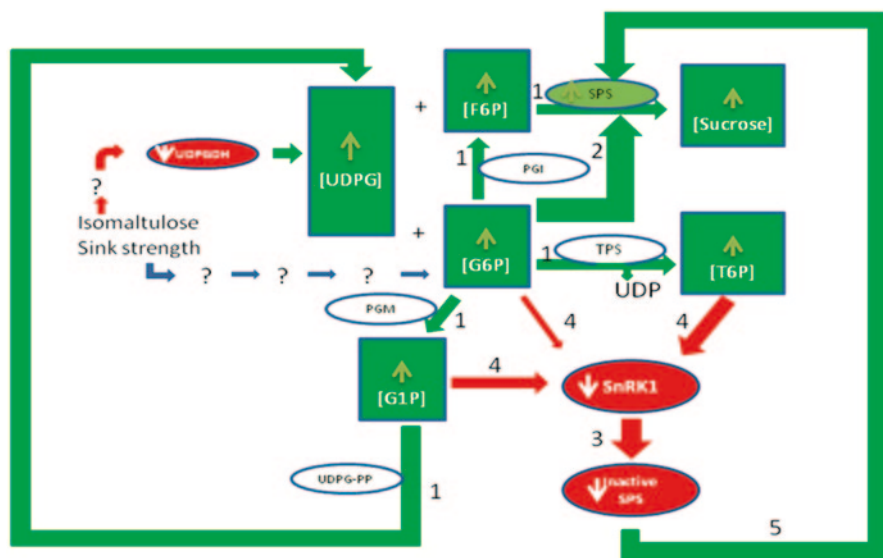 1
SPS
+
[F6P]
[Sucrose]
UDPGDH
1
PGI
2
[UDPG]
?
Isomaltulose
Sink strength
+
[G6P]
1
TPS
[T6P]
UDP
? ? ?
PGM
1
4
4
4
[G1P]
SnRK1
3
UDPG-PP
1
inactive
SPS
5